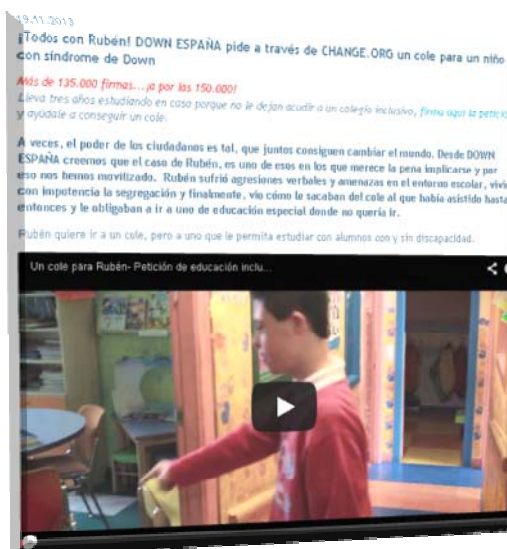 19.11.2013
¡Todos con Rubén! DOWN ESPAÑA pide a través de CHANGE.ORG un cole para un niño
con síndrome de Down
Más de 135.000 firmas...¡a por las 150.000!
Lleva tres años estudiando en casa porque no le dejan acudir a un colegio inclusivo, firma aquí la petició
y ayúdale a conseguir un cole.
A veces, el poder de los ciudadanos es tal, que juntos consiguen cambiar el mundo. Desde DOWN
ESPAÑA creemos que el caso de Rubén, es uno de esos en los que merece la pena implicarse y por
eso nos hemos movilizado. Rubén sufrió agresiones verbales y amenazas en el entorno escolar, vivió
con impotencia la segregación y finalmente, vio cómo le sacaban del cole al que había asistido hasta
entonces y le obligaban a ir a uno de educación especial donde no quería ir.
Rubén quiere ir a un cole, pero a uno que le permita estudiar con alumnos con y sin discapacidad.
Un cole para Rubén- Petición de educación inclu...